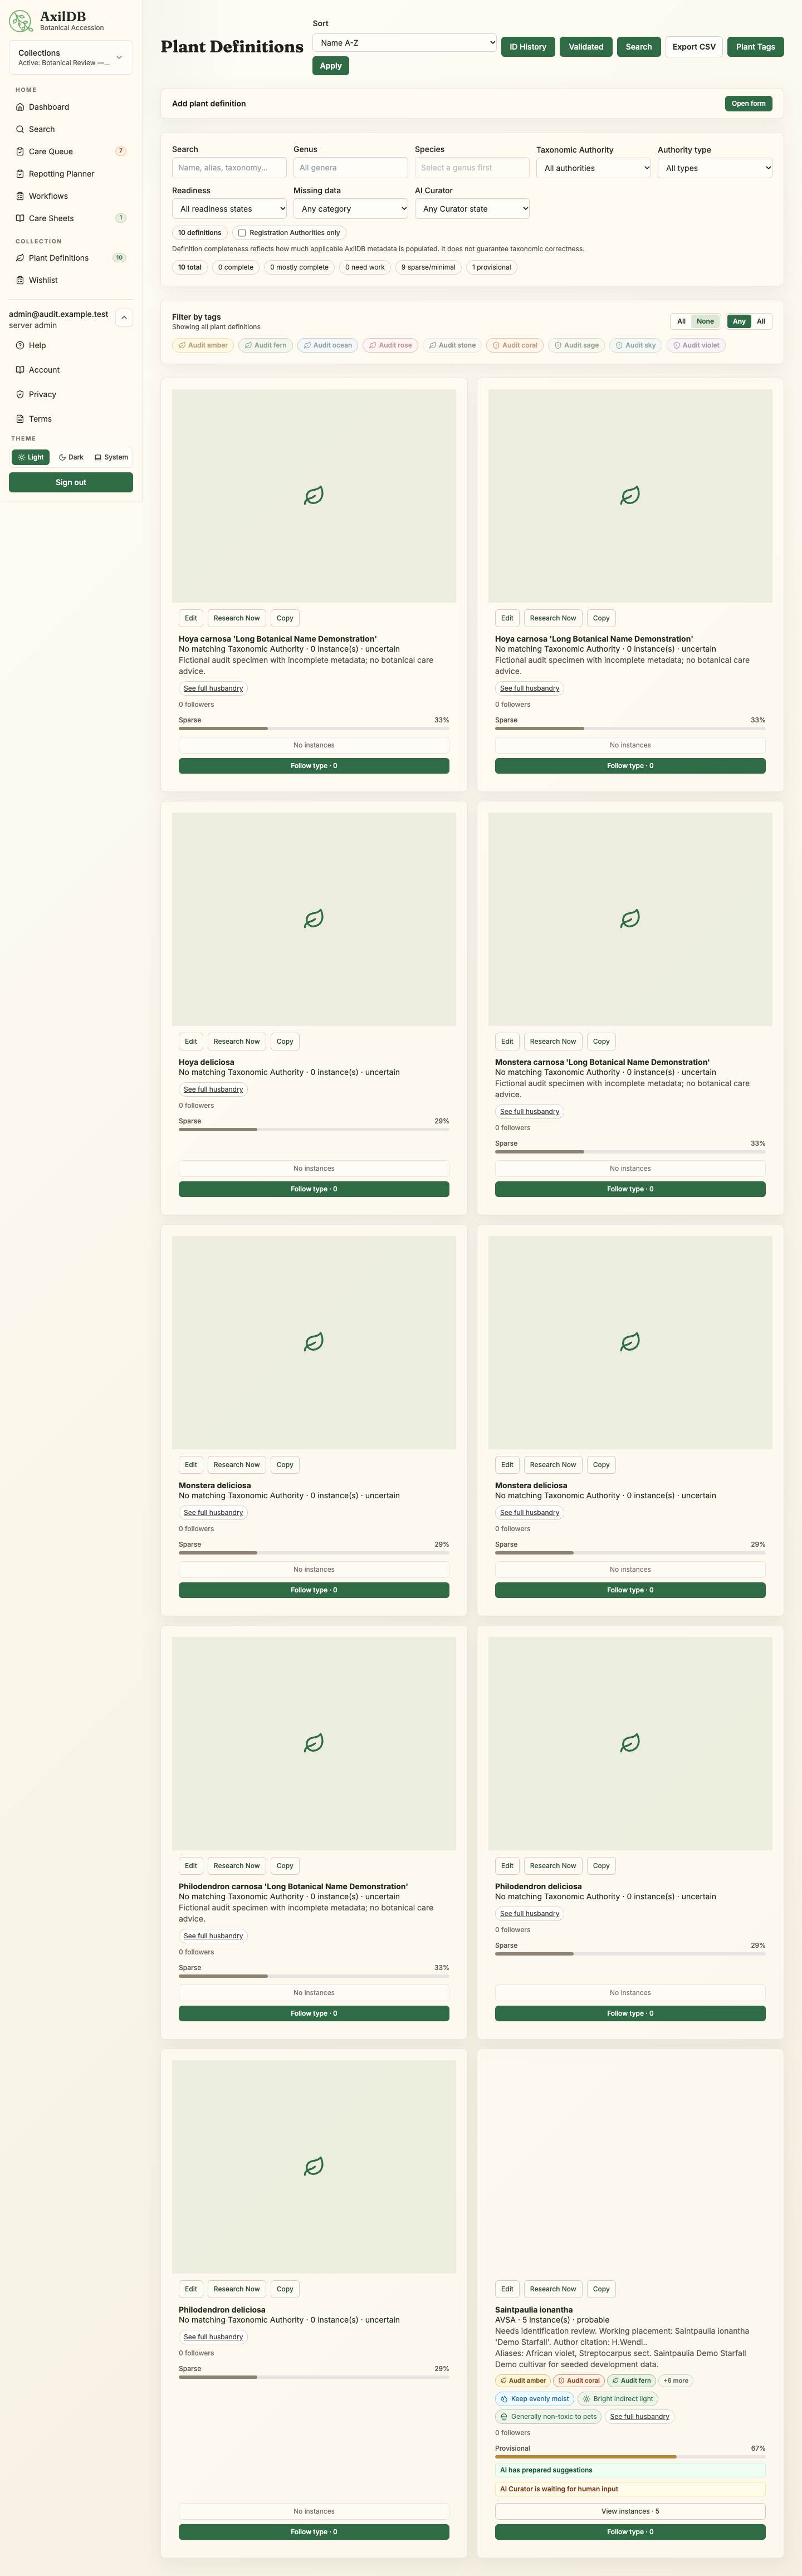 AxilDB
Botanical Accession
Collections
Active: Botanical Review —...
HOME
Dashboard
Search
Care Queue 7
Repotting Planner
Workflows
Care Sheets 1
COLLECTION
Plant Definitions 10
Wishlist
admin@audit.example.test
server admin
Help
Account
Privacy
Terms
THEME
Light Dark System
Sign out
Plant Definitions
Sort
Name A-Z
Apply
ID History Validated Search Export CSV Plant Tags
Add plant definition Open form
Search Genus Species Taxonomic Authority Authority type
Name, alias, taxonomy... All genera Select a genus first All authorities All types
Readiness Missing data AI Curator
All readiness states Any category Any Curator state
10 definitions Registration Authorities only
Definition completeness reflects how much applicable AxilDB metadata is populated. It does not guarantee taxonomic correctness.
10 total 0 complete 0 mostly complete 0 need work 9 sparse/minimal 1 provisional
Filter by tags
Showing all plant definitions
All None Any All
Audit amber Audit fern Audit ocean Audit rose Audit stone Audit coral Audit sage Audit sky Audit violet
Edit Research Now Copy
Hoya carnosa 'Long Botanical Name Demonstration'
No matching Taxonomic Authority · 0 instance(s) · uncertain
Fictional audit specimen with incomplete metadata; no botanical care
advice.
See full husbandry
0 followers
Sparse 33%
No instances
Follow type · 0
Edit Research Now Copy
Hoya carnosa 'Long Botanical Name Demonstration'
No matching Taxonomic Authority · 0 instance(s) · uncertain
Fictional audit specimen with incomplete metadata; no botanical care
advice.
See full husbandry
0 followers
Sparse 33%
No instances
Follow type · 0
Edit Research Now Copy
Hoya deliciosa
No matching Taxonomic Authority · 0 instance(s) · uncertain
See full husbandry
0 followers
Sparse 29%
No instances
Follow type · 0
Edit Research Now Copy
Monstera carnosa 'Long Botanical Name Demonstration'
No matching Taxonomic Authority · 0 instance(s) · uncertain
Fictional audit specimen with incomplete metadata; no botanical care
advice.
See full husbandry
0 followers
Sparse 33%
No instances
Follow type · 0
Edit Research Now Copy
Monstera deliciosa
No matching Taxonomic Authority · 0 instance(s) · uncertain
See full husbandry
0 followers
Sparse 29%
No instances
Follow type · 0
Edit Research Now Copy
Monstera deliciosa
No matching Taxonomic Authority · 0 instance(s) · uncertain
See full husbandry
0 followers
Sparse 29%
No instances
Follow type · 0
Edit Research Now Copy
Philodendron carnosa 'Long Botanical Name Demonstration'
No matching Taxonomic Authority · 0 instance(s) · uncertain
Fictional audit specimen with incomplete metadata; no botanical care
advice.
See full husbandry
0 followers
Sparse 33%
No instances
Follow type · 0
Edit Research Now Copy
Philodendron deliciosa
No matching Taxonomic Authority · 0 instance(s) · uncertain
See full husbandry
0 followers
Sparse 29%
No instances
Follow type · 0
Edit Research Now Copy
Philodendron deliciosa
No matching Taxonomic Authority · 0 instance(s) · uncertain
See full husbandry
0 followers
Sparse 29%
No instances
Follow type · 0
Edit Research Now Copy
Saintpaulia ionantha
AVSA · 5 instance(s) · probable
Needs identification review. Working placement: Saintpaulia ionantha
'Demo Starfall'. Author citation: H.Wendl..
Aliases: African violet, Streptocarpus sect. Saintpaulia Demo Starfall
Demo cultivar for seeded development data.
Audit amber Audit coral Audit fern +6 more
Keep evenly moist Bright indirect light
Generally non-toxic to pets See full husbandry
0 followers
Provisional 67%
AI has prepared suggestions
AI Curator is waiting for human input
View instances · 5
Follow type · 0